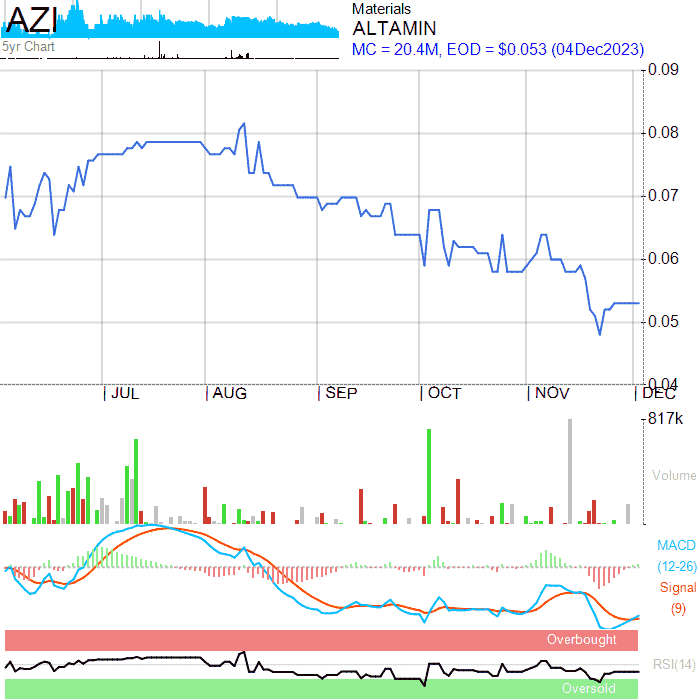 AZI
5yr Chart
Materials
ALTAMIN
MC = 20.4M, EOD = $0.053 (04Dec2023)
0.09
0.08
0.07
0.06
0.05
0.04
JUL AUG SEP OCT NOV DEC
817k
Volume
MACD
(12-26)
Signal
(9)
Overbought
RSI(14)
Oversold